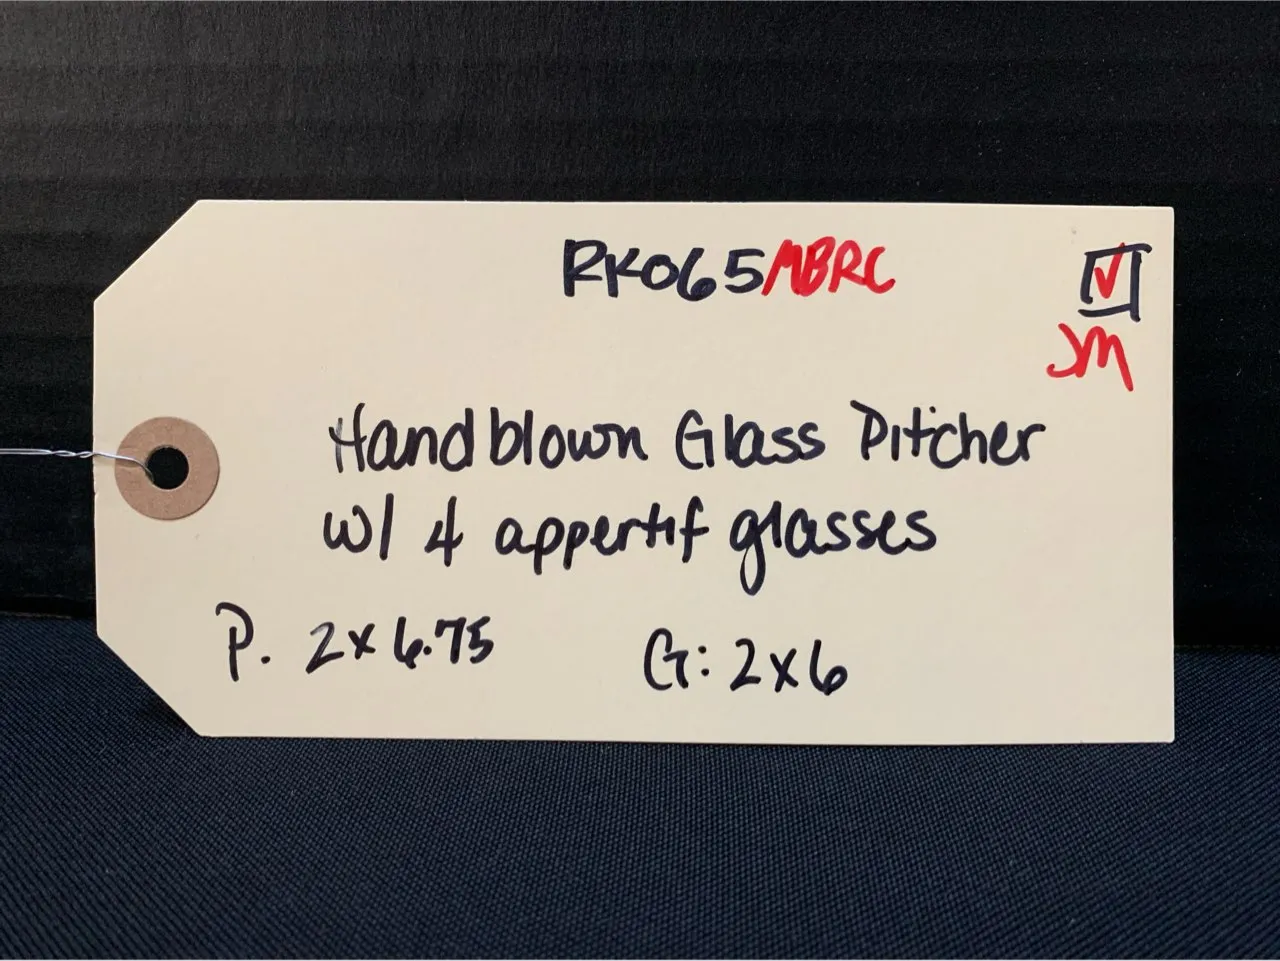 RK065MBRC
JM
Handblown Glass Pitcher
w/ 4 appertif glasses
P. 2x6.75 G: 2x6